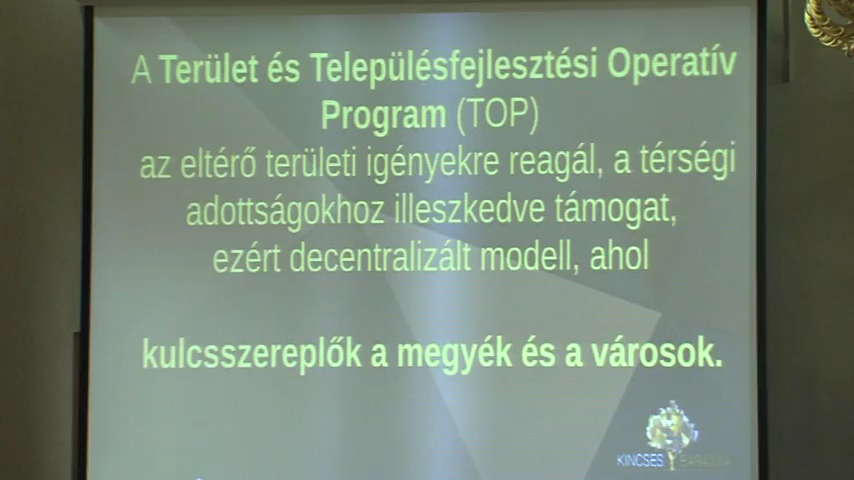 A Terület és Településfejlesztési Operatív
Program (TOP)
az eltérő területi igényekre reagál, a térségi
adottságokhoz illeszkedve támogat,
ezért decentralizált modell, ahol
kulcsszereplők a megyék és a városok.
KINCSES BARANYA